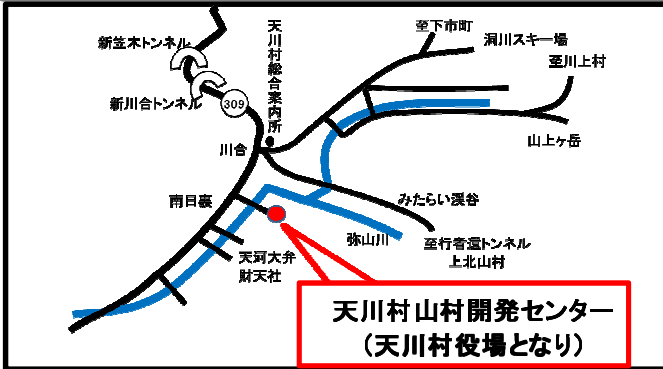 新笠木トンネル
新川合トンネル
309
天川村総合案内所
至下市町
洞川スキー場
至川上村
山上ヶ岳
川合
南日裏
みたらい渓谷
弥山川
至行者還トンネル
上北山村
天河大弁
財天社
天川村山村開発センター
(天川村役場となり)